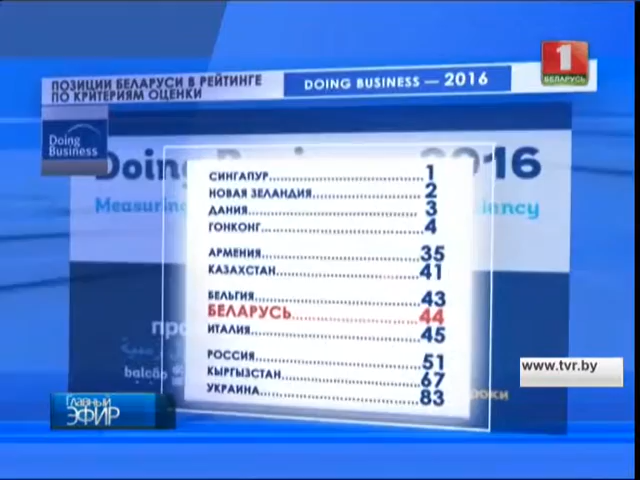 ПОЗИЦИИ БЕЛАРУСИ В РЕЙТИНГЕ
ПО КРИТЕРИЯМ ОЦЕНКИ
DOING BUSINESS — 2016
1
БЕЛАРУСЬ
Doing
Business
Doing
2016
СИНГАПУР 1
НОВАЯ ЗЕЛАНДИЯ 2
ДАНИЯ 3
ГОНКОНГ 4
АРМЕНИЯ 35
КАЗАХСТАН 41
БЕЛЬГИЯ 43
БЕЛАРУСЬ 44
ИТАЛИЯ 45
РОССИЯ 51
КЫРГЫЗСТАН 67
УКРАИНА 83
balcão
www.tvr.by
Главный
ЭФИР